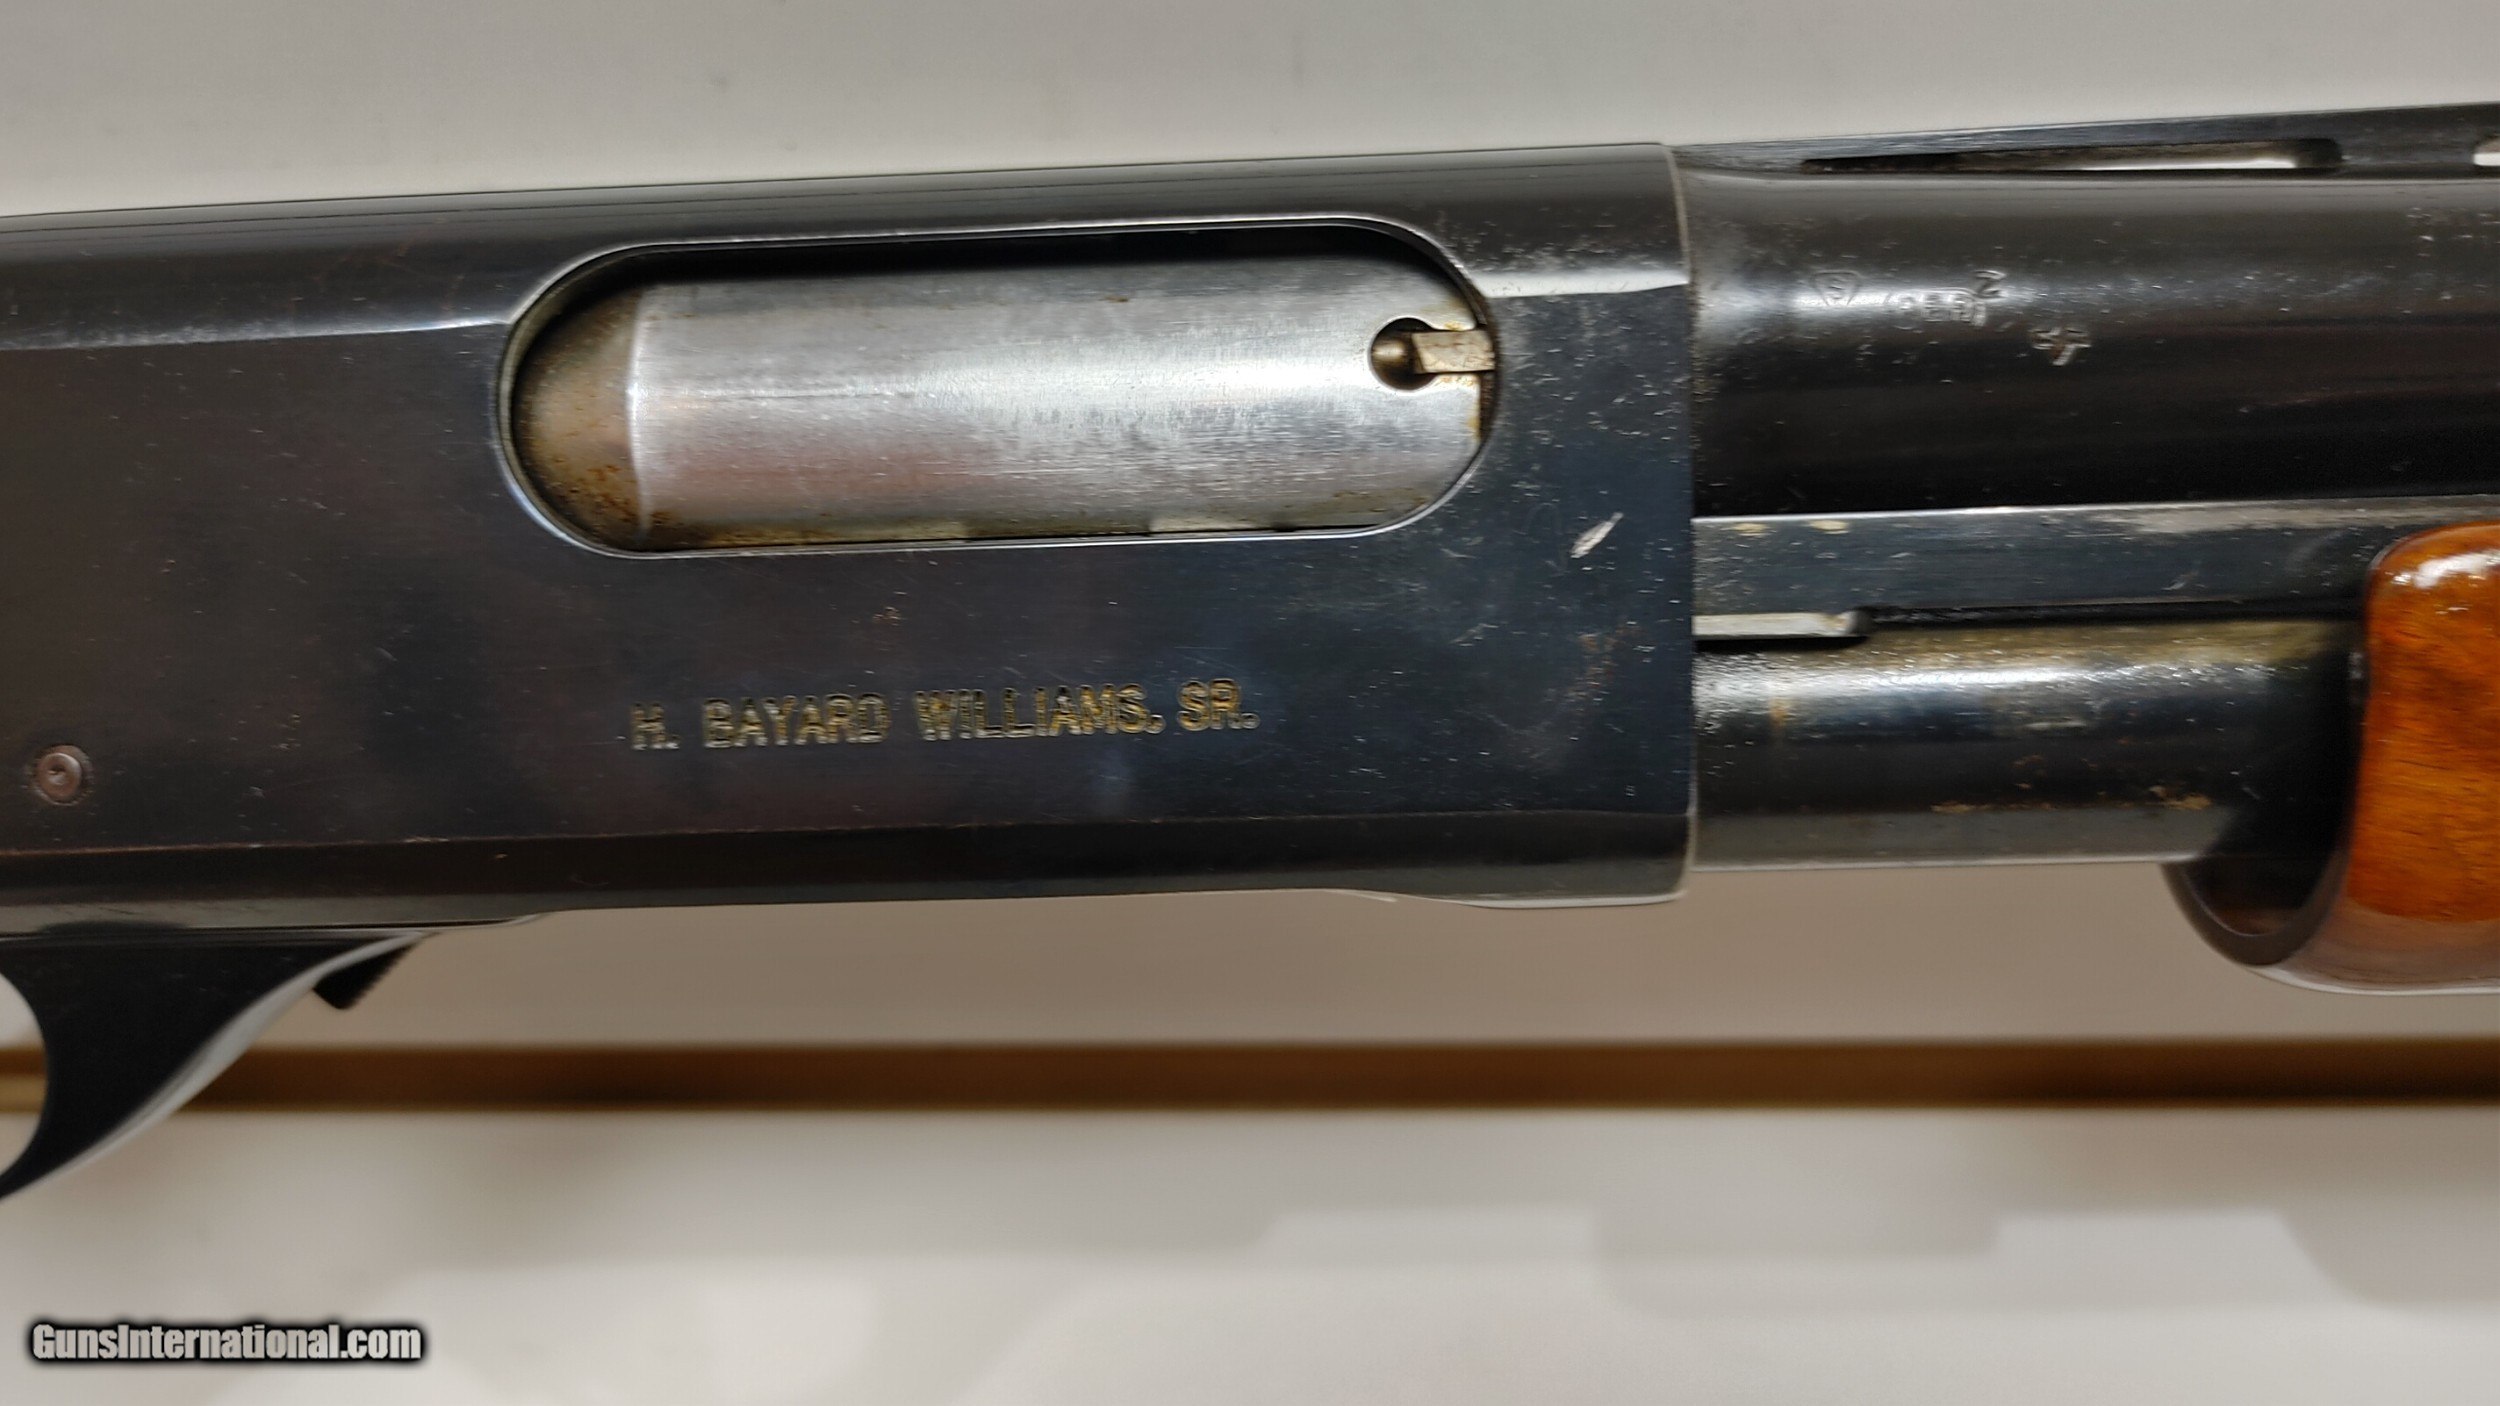 H. BAYARD WILLIAMS. SR.
GunsInternational.com